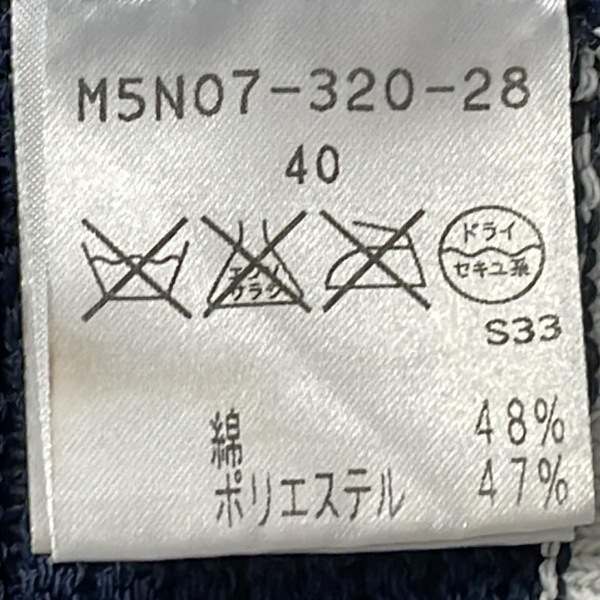 M5N07-320-28
40
エンソ
サラシ
ドライ
セキユ系
S33
綿 48%
ポリエステル 47%